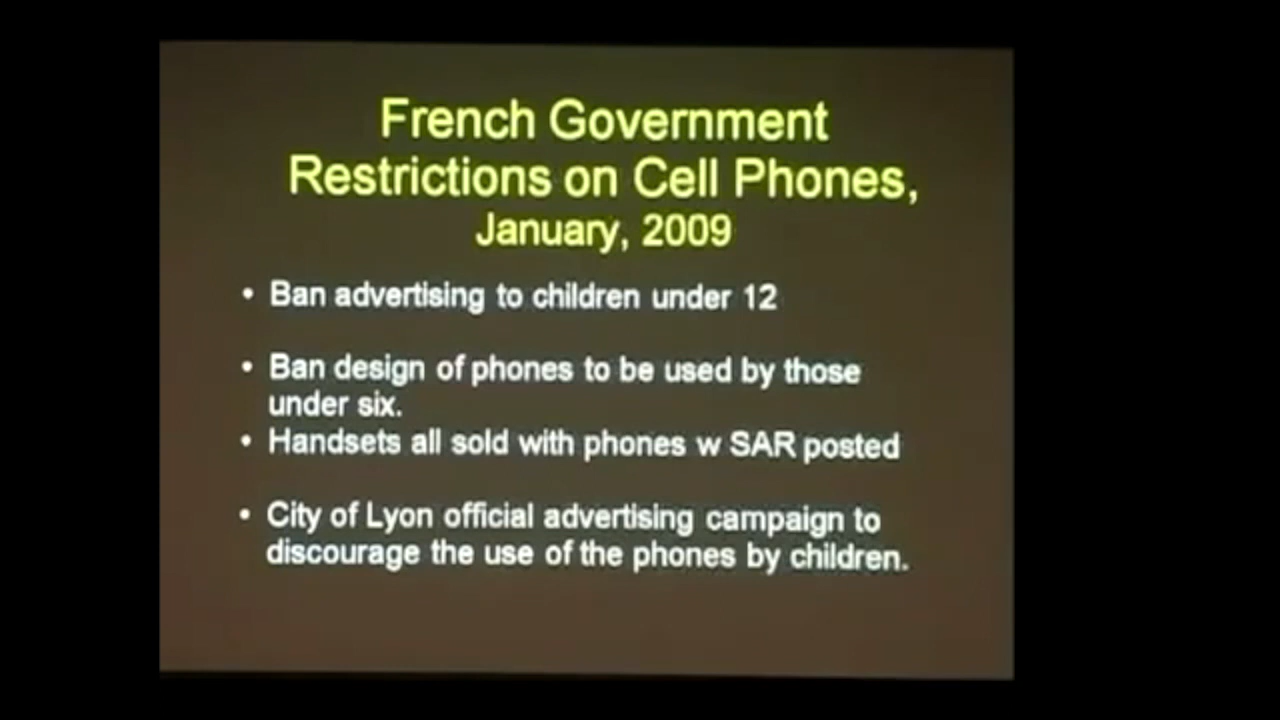 French Government
Restrictions on Cell Phones,
January, 2009
• Ban advertising to children under 12
• Ban design of phones to be used by those
under six.
• Handsets all sold with phones w SAR posted
• City of Lyon official advertising campaign to
discourage the use of the phones by children.